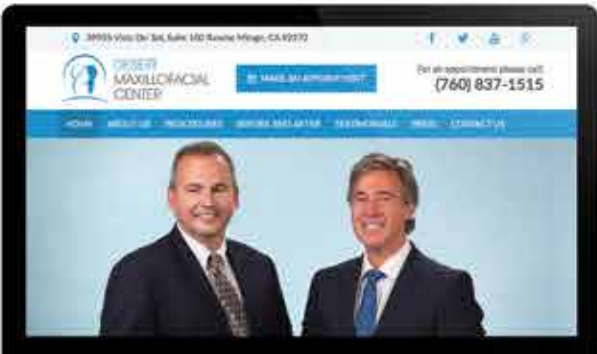 39935 Vista Del Sol, Suite 100 Rancho Mirage, CA 92270
DESERT
MAXILLOFACIAL
CENTER
MAKE AN APPOINTMENT
For an appointment please call:
(760) 837-1515
HOME ABOUT US PROCEDURES BEFORE AND AFTER TESTIMONIALS PRESS CONTACT US